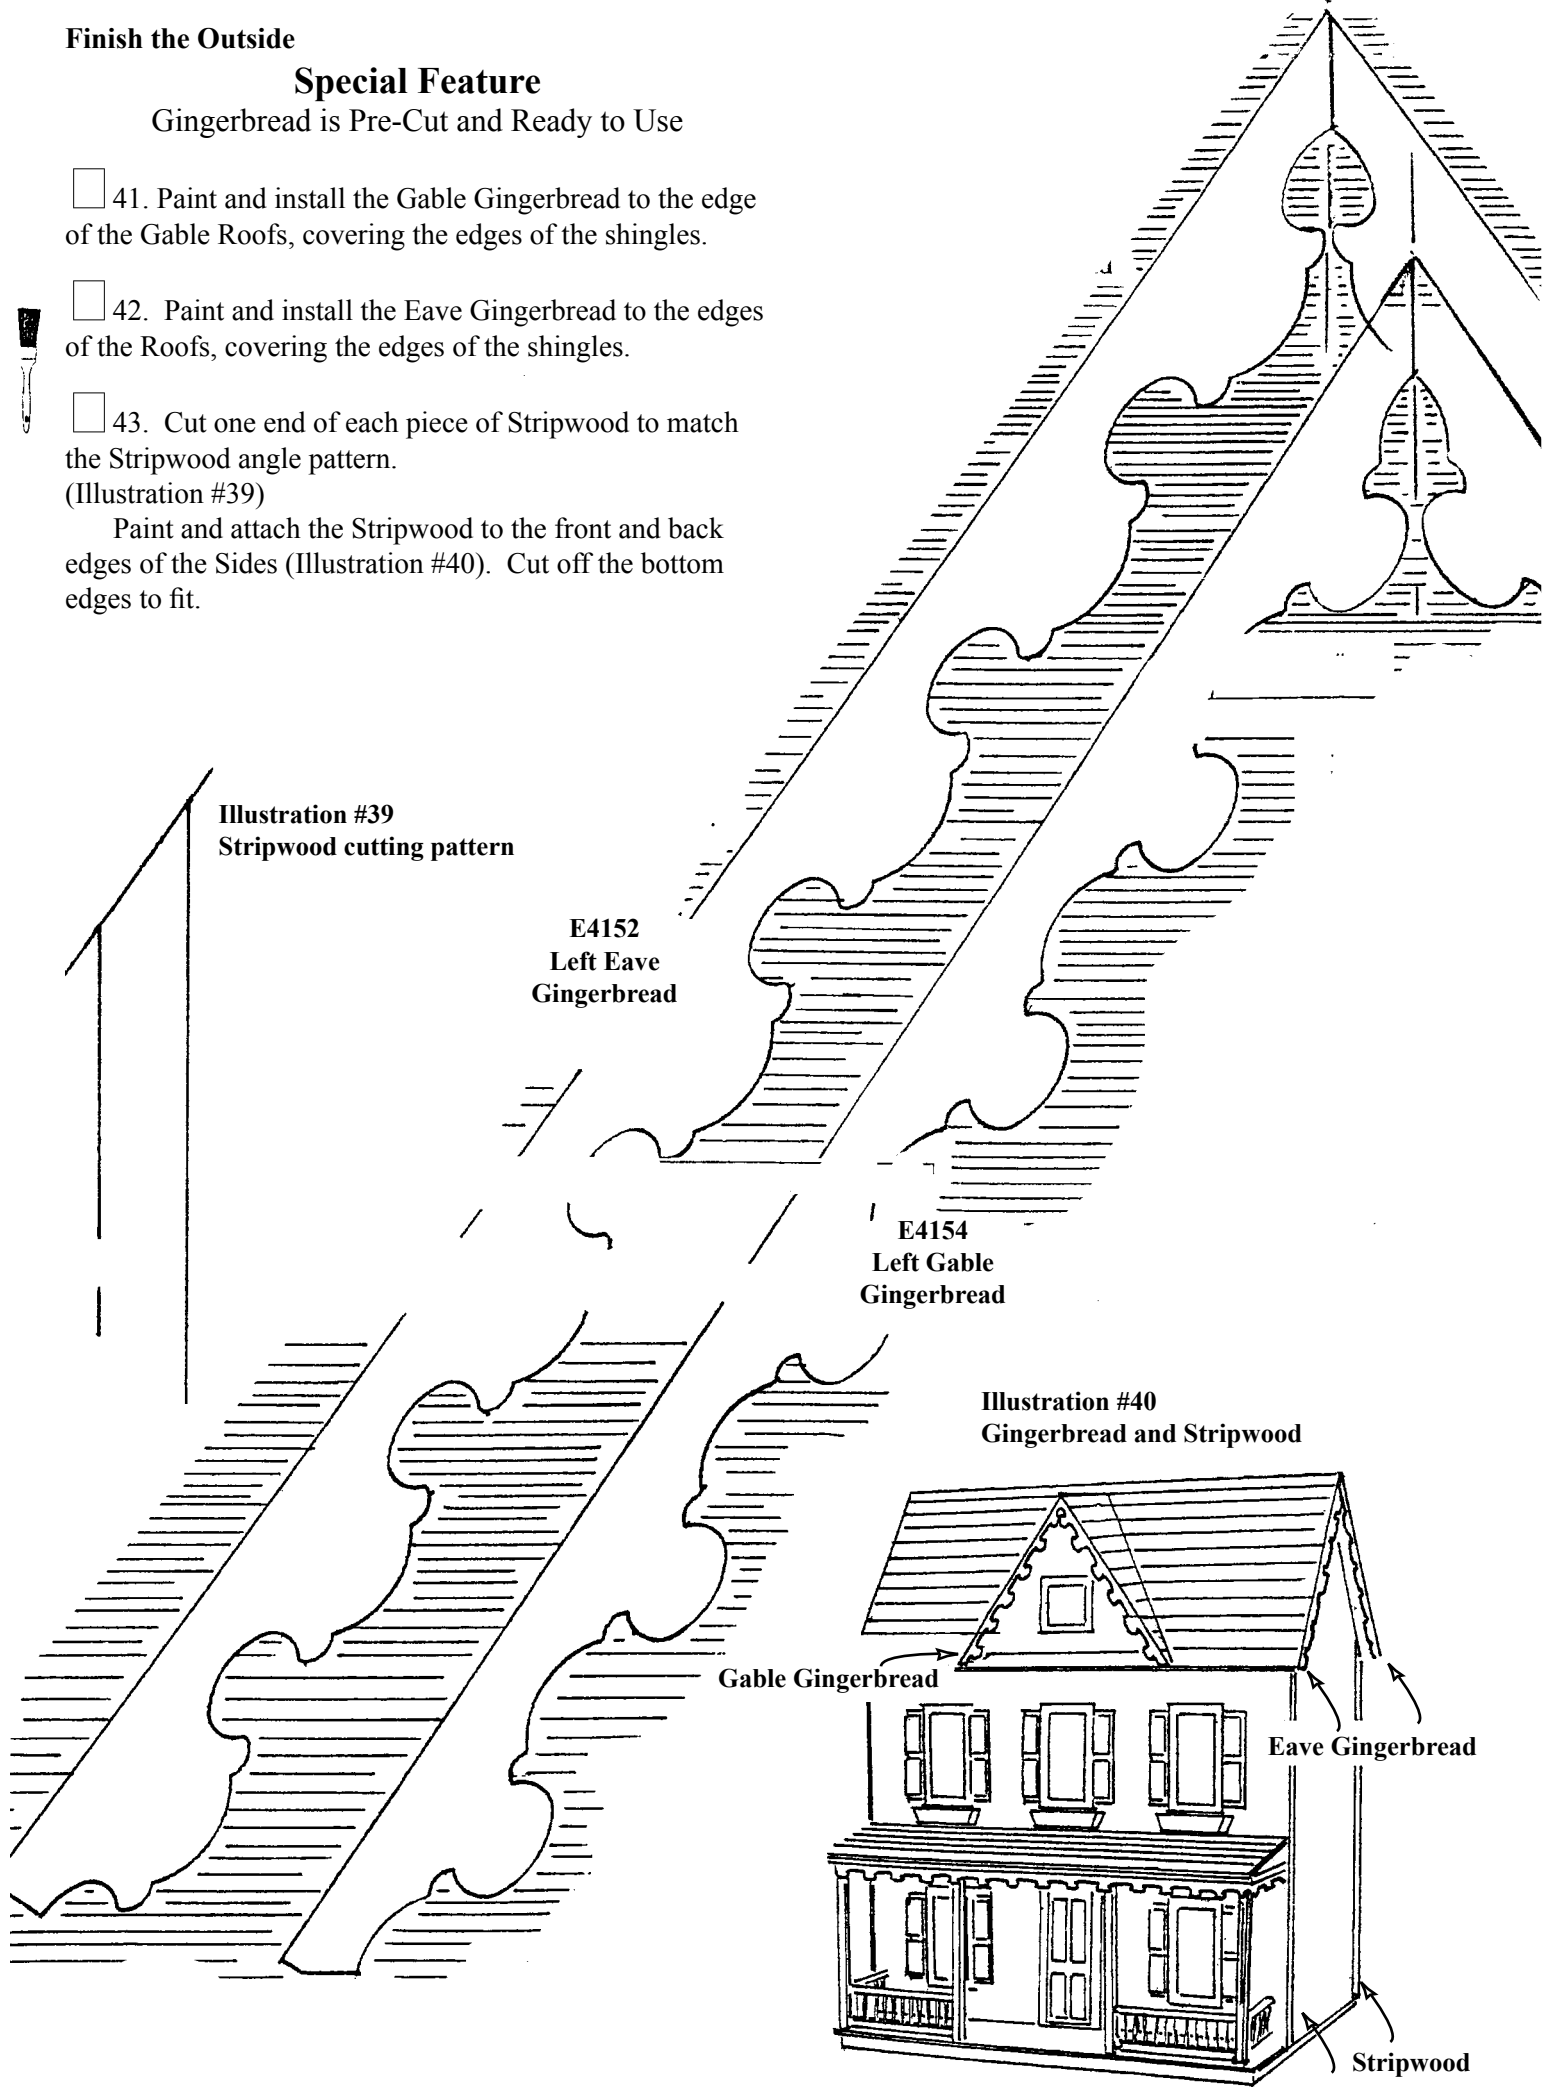 Finish the Outside
Special Feature
Gingerbread is Pre-Cut and Ready to Use
41. Paint and install the Gable Gingerbread to the edge
of the Gable Roofs, covering the edges of the shingles.
42. Paint and install the Eave Gingerbread to the edges
of the Roofs, covering the edges of the shingles.
43. Cut one end of each piece of Stripwood to match
the Stripwood angle pattern.
(Illustration #39)
Paint and attach the Stripwood to the front and back
edges of the Sides (Illustration #40). Cut off the bottom
edges to fit.
Illustration #39
Stripwood cutting pattern
E4152
Left Eave
Gingerbread
E4154
Left Gable
Gingerbread
Illustration #40
Gingerbread and Stripwood
Gable Gingerbread
Eave Gingerbread
Stripwood